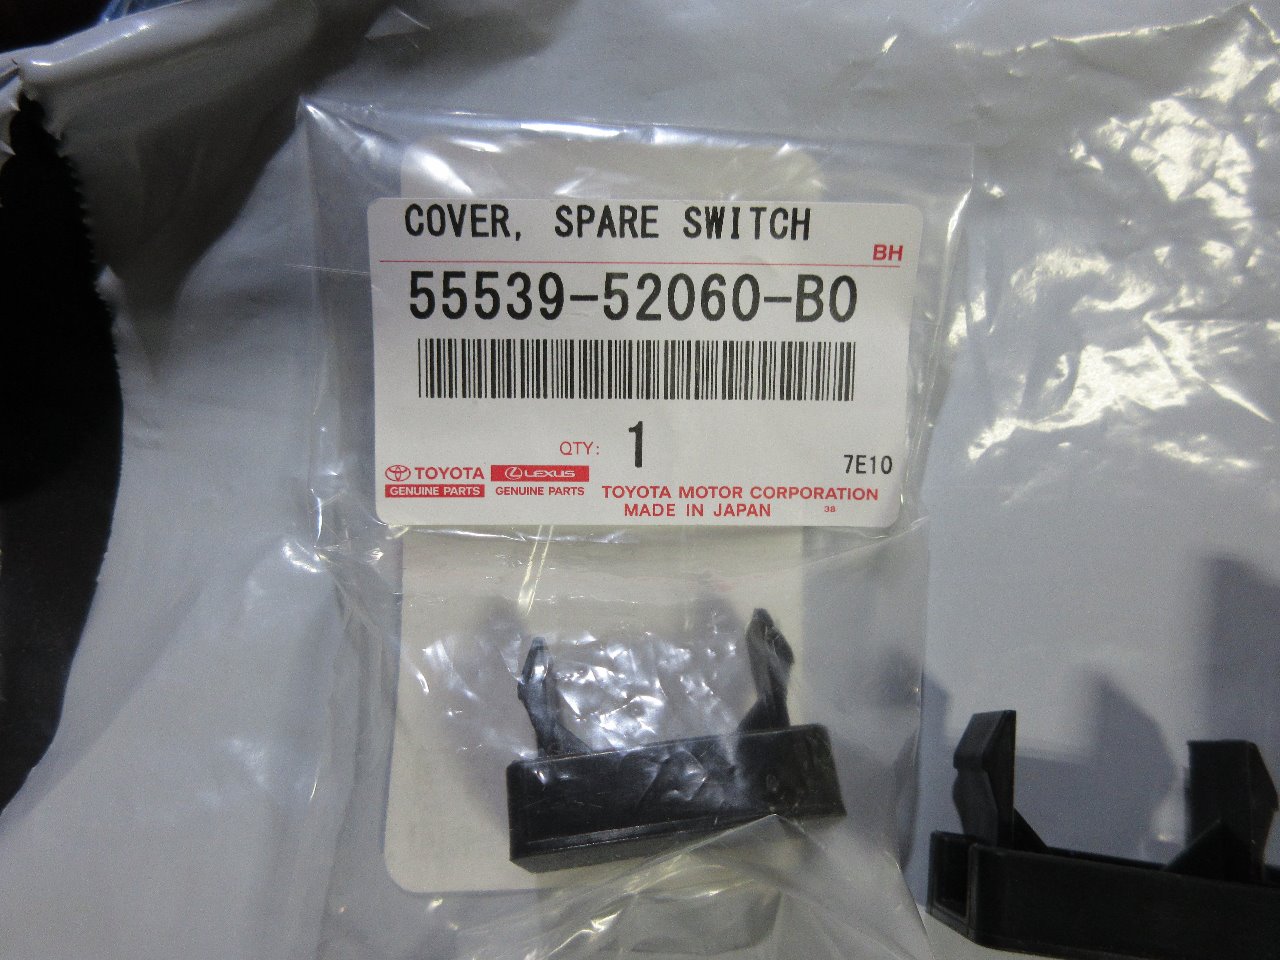 COVER, SPARE SWITCH
BH
55539-52060-B0
QTY: 1
7E10
TOYOTA LEXUS
GENUINE PARTS GENUINE PARTS
TOYOTA MOTOR CORPORATION
MADE IN JAPAN 38